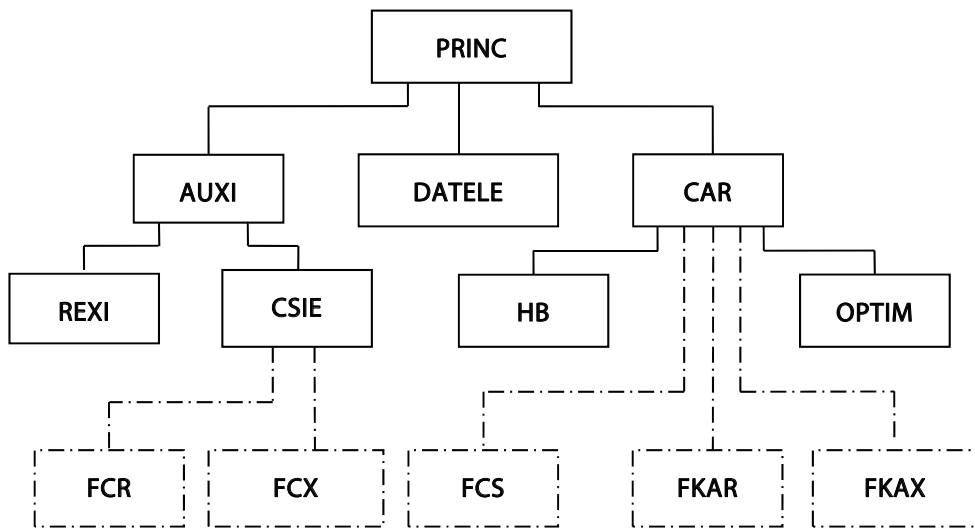 PRINC
AUXI
DATELE
CAR
REXI
CSIE
HB
OPTIM
FCR
FCX
FCS
FKAR
FKAX